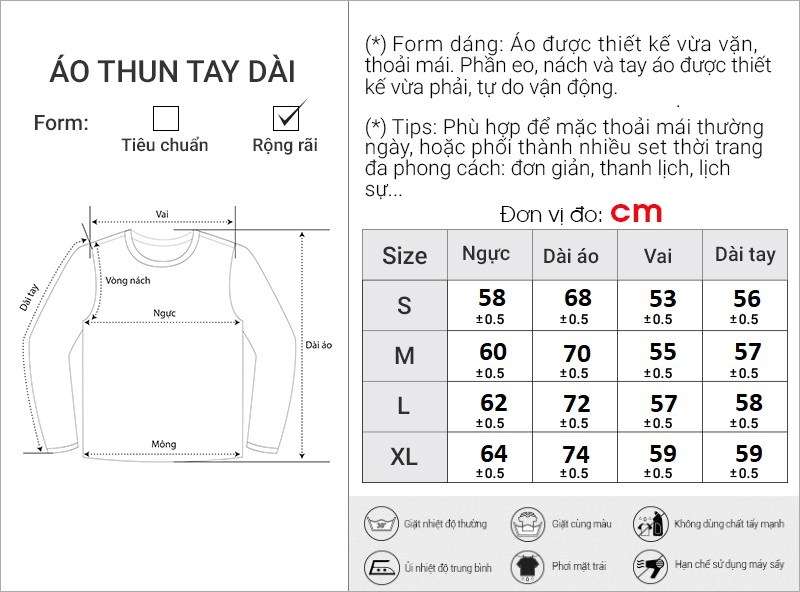 ÁO THUN TAY DÀI
Form:
Tiêu chuẩn
Rộng rãi
Vai
Vòng nách
Dài tay
Ngực
Dài áo
Mông
(*) Form dáng: Áo được thiết kế vừa vặn,
thoải mái. Phần eo, nách và tay áo được thiết
kế vừa phải, tự do vận động.
(*) Tips: Phù hợp để mặc thoải mái thường
ngày, hoặc phối thành nhiều set thời trang
đa phong cách: đơn giản, thanh lịch, lịch
sự...
Đơn vị đo: cm
Size Ngực Dài áo Vai Dài tay
S 58 ±0.5 68 ±0.5 53 ±0.5 56 ±0.5
M 60 ±0.5 70 ±0.5 55 ±0.5 57 ±0.5
L 62 ±0.5 72 ±0.5 57 ±0.5 58 ±0.5
XL 64 ±0.5 74 ±0.5 59 ±0.5 59 ±0.5
30° Giặt nhiệt độ thường
Giặt cùng màu
Không dùng chất tẩy mạnh
Ủi nhiệt độ trung bình
Phơi mặt trái
Hạn chế sử dụng máy sấy